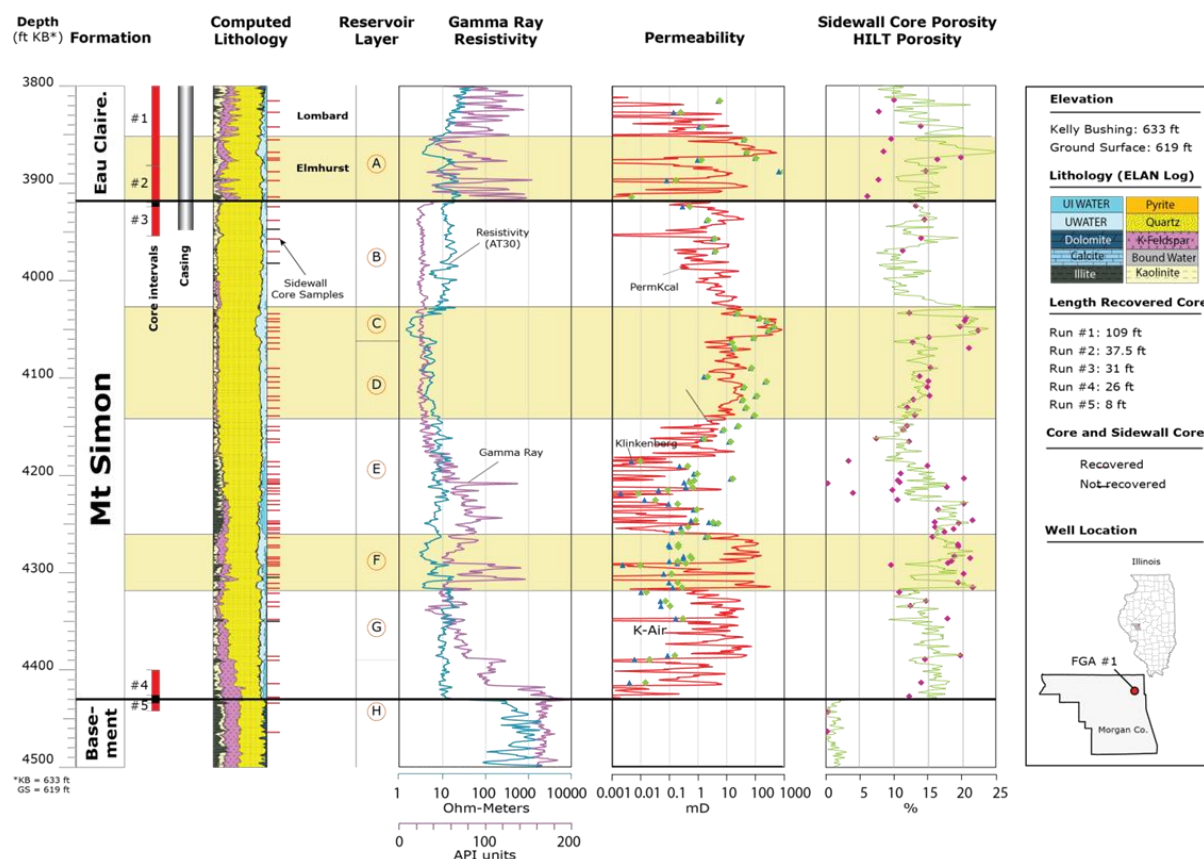 Depth
(ft KB*)
Formation
Computed
Lithology
Reservoir
Layer
Gamma Ray
Resistivity
Permeability
Sidewall Core Porosity
HILT Porosity
3800
3900
4000
4100
4200
4300
4400
4500
*KB = 633 ft
GS = 619 ft
Eau Claire.
Mt Simon
Base-
ment
#1
#2
#3
#4
#5
Core intervals
Casing
Lombard
Elmhurst
Sidewall
Core Samples
A
B
C
D
E
F
G
H
Resistivity
(AT30)
Gamma Ray
1 10 100 1000 10000
Ohm-Meters
0 200
API units
PermKcal
Klinkenberg
K-Air
0.001 0.01 0.1 1 10 100 1000
mD
0 5 10 15 20 25
%
Elevation
Kelly Bushing: 633 ft
Ground Surface: 619 ft
Lithology (ELAN Log)
UI WATER Pyrite
UWATER Quartz
Dolomite K-Feldspar
Calcite Bound Water
Illite Kaolinite
Length Recovered Core
Run #1: 109 ft
Run #2: 37.5 ft
Run #3: 31 ft
Run #4: 26 ft
Run #5: 8 ft
Core and Sidewall Core
Recovered
Not recovered
Well Location
Illinois
FGA #1
Morgan Co.